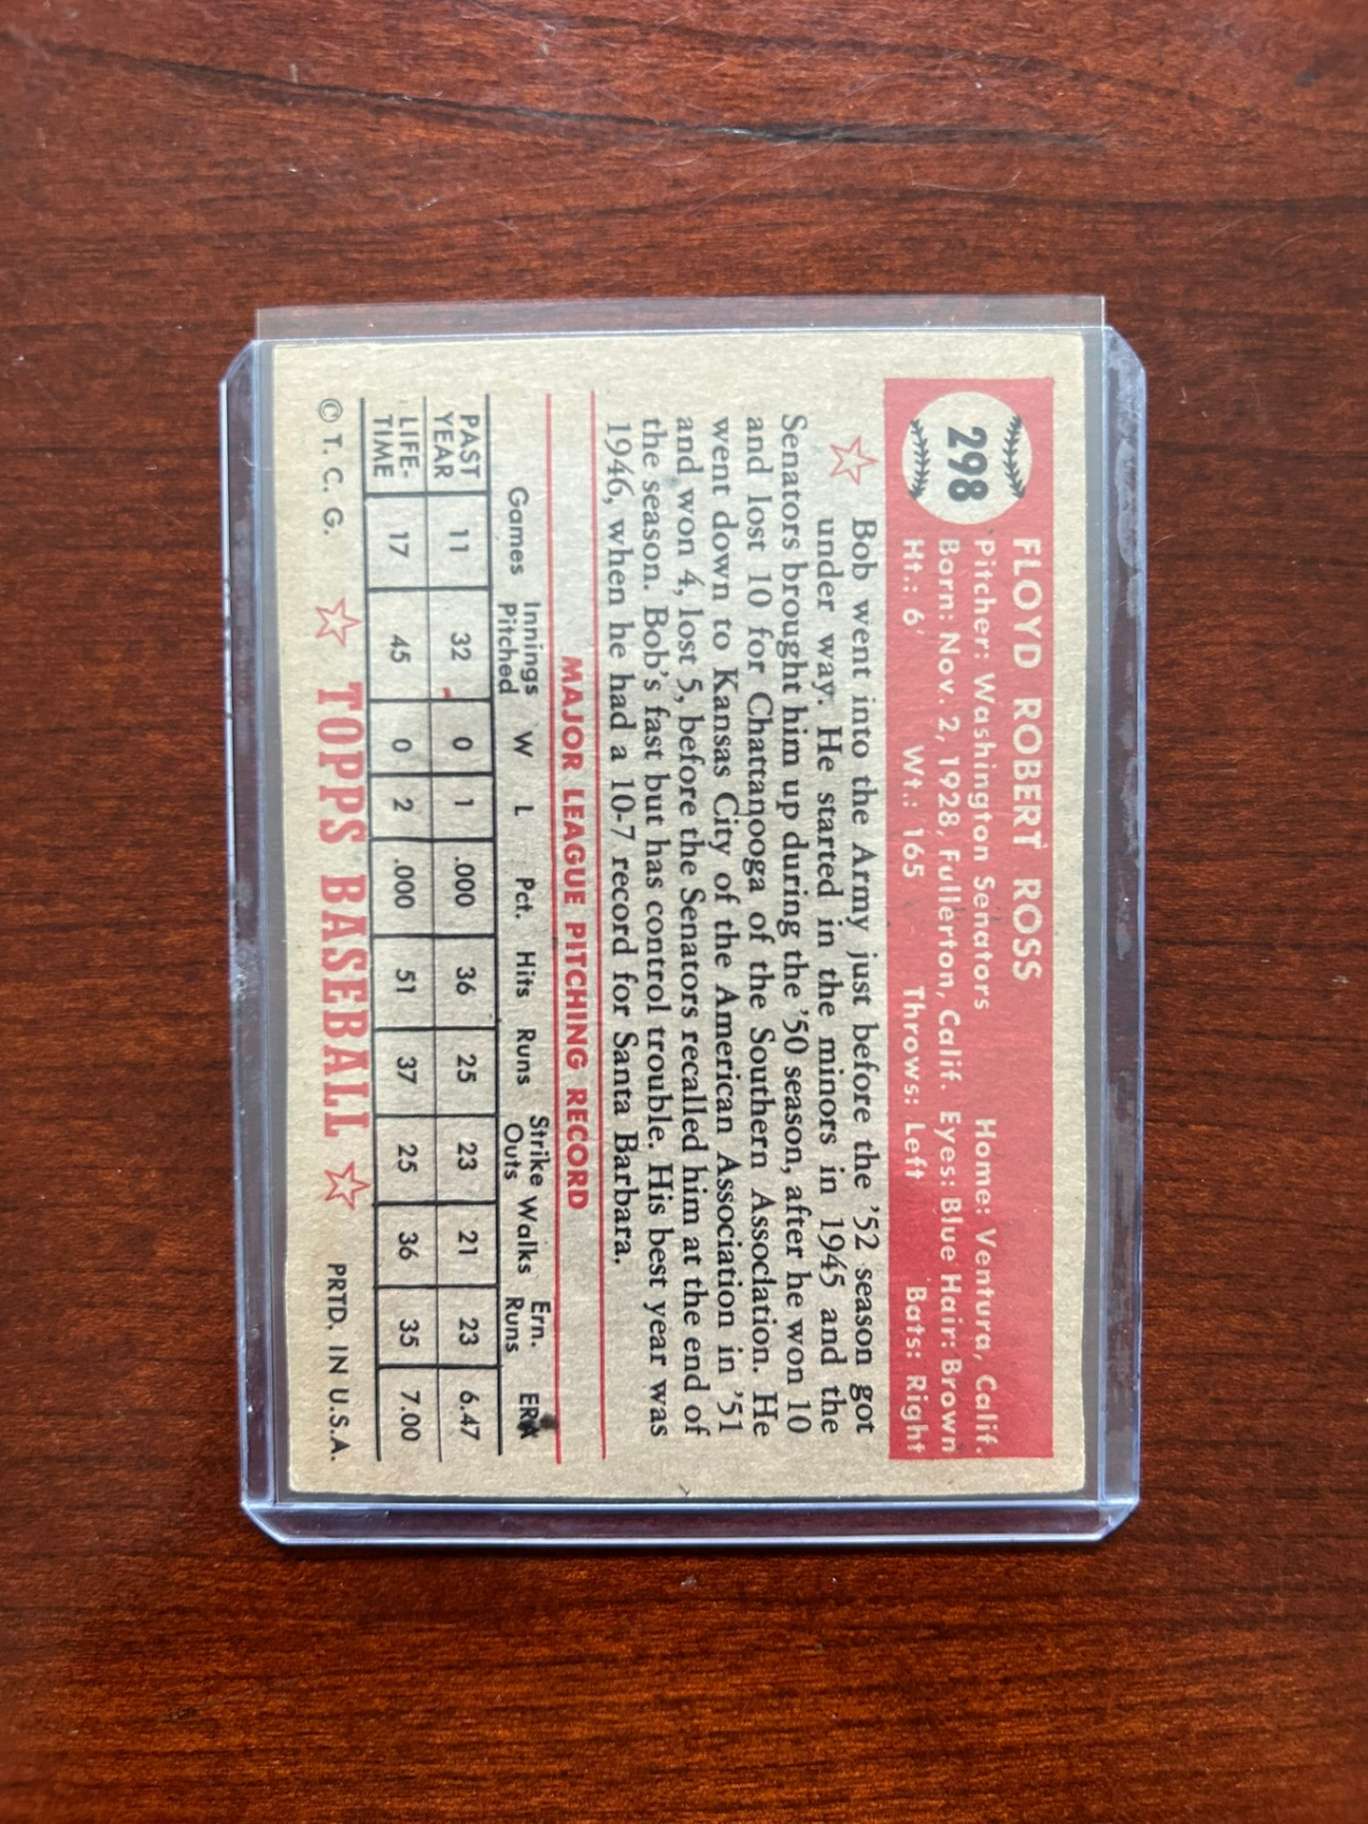 298
FLOYD ROBERT ROSS
Pitcher: Washington Senators Home: Ventura, Calif.
Born: Nov. 2, 1928, Fullerton, Calif. Eyes: Blue Hair: Brown
Ht.: 6' Wt.: 165 Throws: Left Bats: Right
Bob went into the Army just before the '52 season got
under way. He started in the minors in 1945 and the
Senators brought him up during the '50 season, after he won 10
and lost 10 for Chattanooga of the Southern Association. He
went down to Kansas City of the American Association in '51
and won 4, lost 5, before the Senators recalled him at the end of
the season. Bob's fast but has control trouble. His best year was
1946, when he had a 10-7 record for Santa Barbara.
MAJOR LEAGUE PITCHING RECORD
Games Innings Pitched W L Pct. Hits Runs Strike Outs Walks Ern. Runs ERA
PAST YEAR 11 32 0 1 .000 36 25 23 21 23 6.47
LIFE-TIME 17 45 0 2 .000 51 37 25 36 35 7.00
© T. C. G. TOPPS BASEBALL PRTD. IN U.S.A.